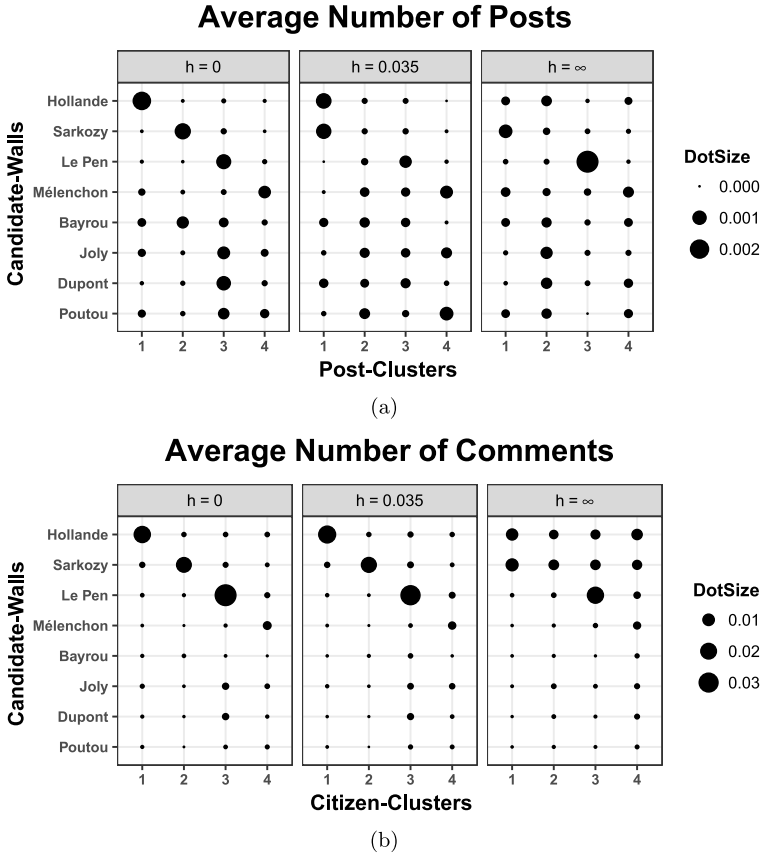 Average Number of Posts
h = 0 h = 0.035 h = ∞
Candidate-Walls
Hollande
Sarkozy
Le Pen
Mélenchon
Bayrou
Joly
Dupont
Poutou
1 2 3 4 1 2 3 4 1 2 3 4
Post-Clusters
DotSize
0.000
0.001
0.002
(a)
Average Number of Comments
h = 0 h = 0.035 h = ∞
Candidate-Walls
Hollande
Sarkozy
Le Pen
Mélenchon
Bayrou
Joly
Dupont
Poutou
1 2 3 4 1 2 3 4 1 2 3 4
Citizen-Clusters
DotSize
0.01
0.02
0.03
(b)